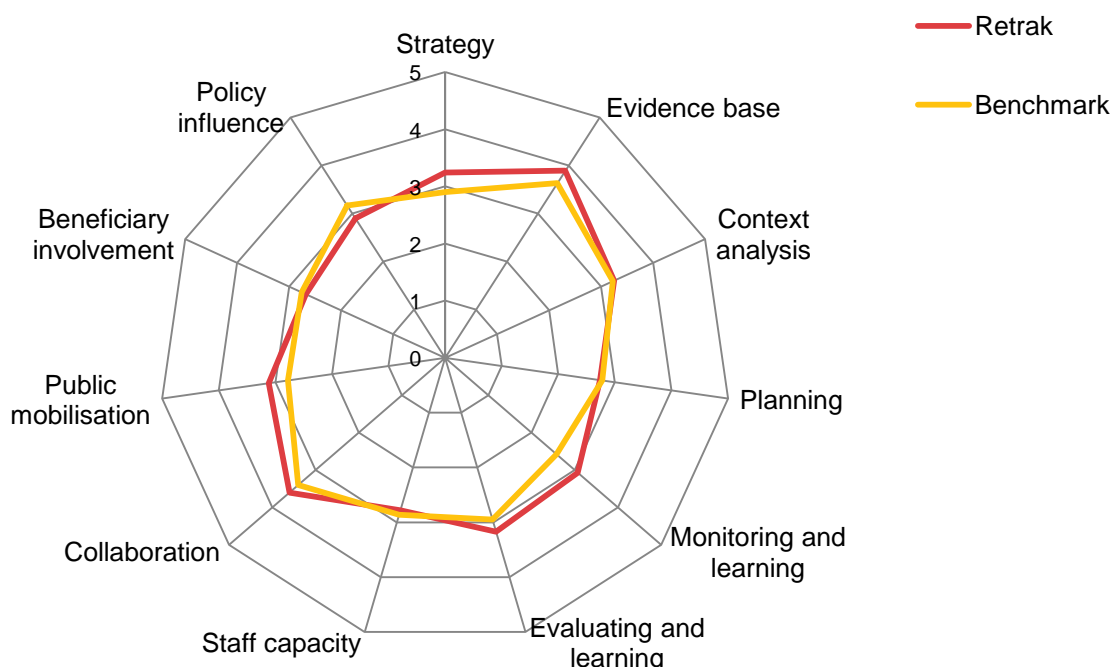 Strategy
Evidence base
Context
analysis
Planning
Monitoring and
learning
Evaluating and
learning
Staff capacity
Collaboration
Public
mobilisation
Beneficiary
involvement
Policy
influence
5
4
3
2
1
0
Retrak
Benchmark